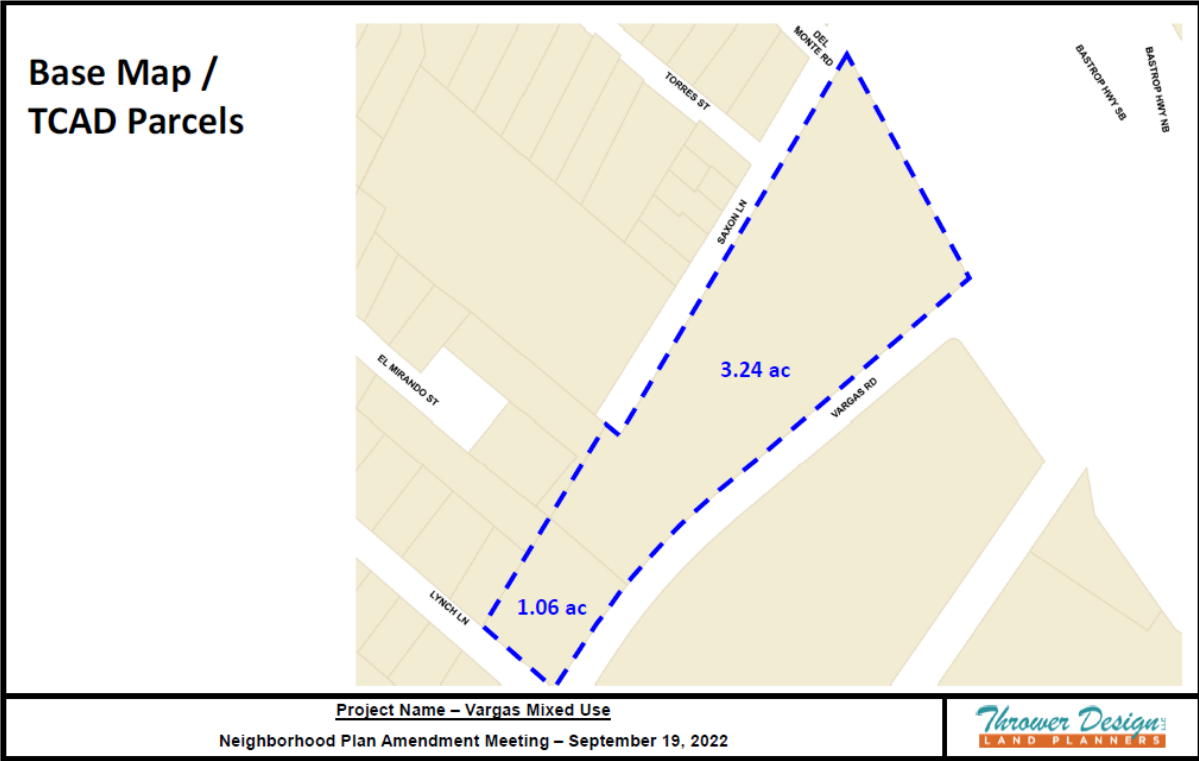 Base Map /
TCAD Parcels
DEL
MONTE RD
TORRES ST
BASTROP HWY SB
BASTROP HWY NB
SAXON LN
3.24 ac
EL MIRANDO ST
VARGAS RD
1.06 ac
LYNCH LN
Project Name – Vargas Mixed Use
Neighborhood Plan Amendment Meeting – September 19, 2022
Thrower Design LLC
LAND PLANNERS